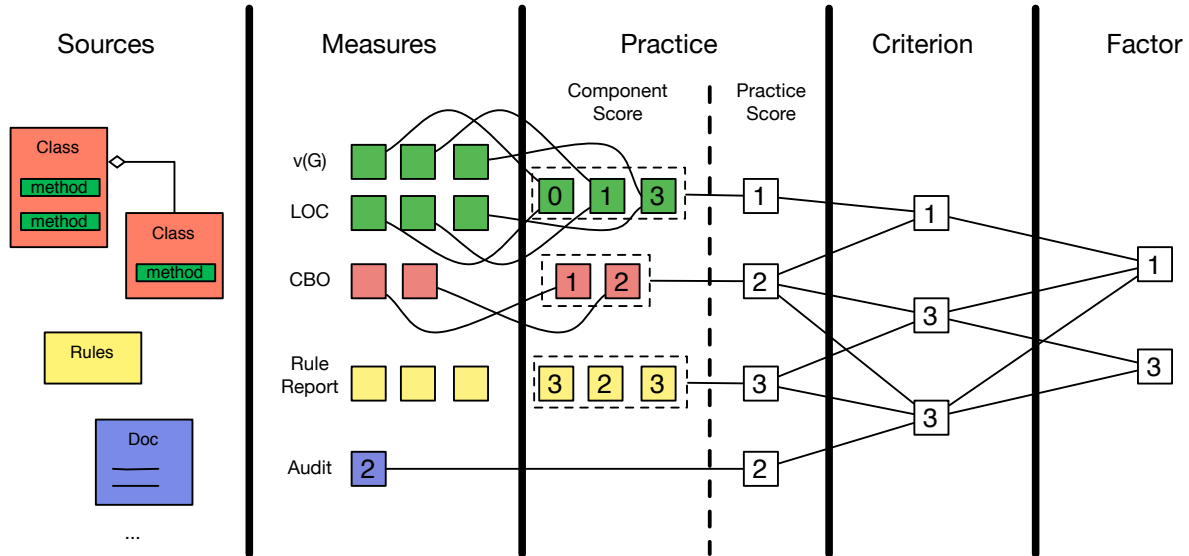 Sources
Measures
Practice
Criterion
Factor
Component
Score
Practice
Score
Class
method
method
Class
method
Rules
Doc
...
v(G)
LOC
0 1 3
1
CBO
1 2
2
Rule
Report
3 2 3
3
Audit
2
2
1
3
3
1
3